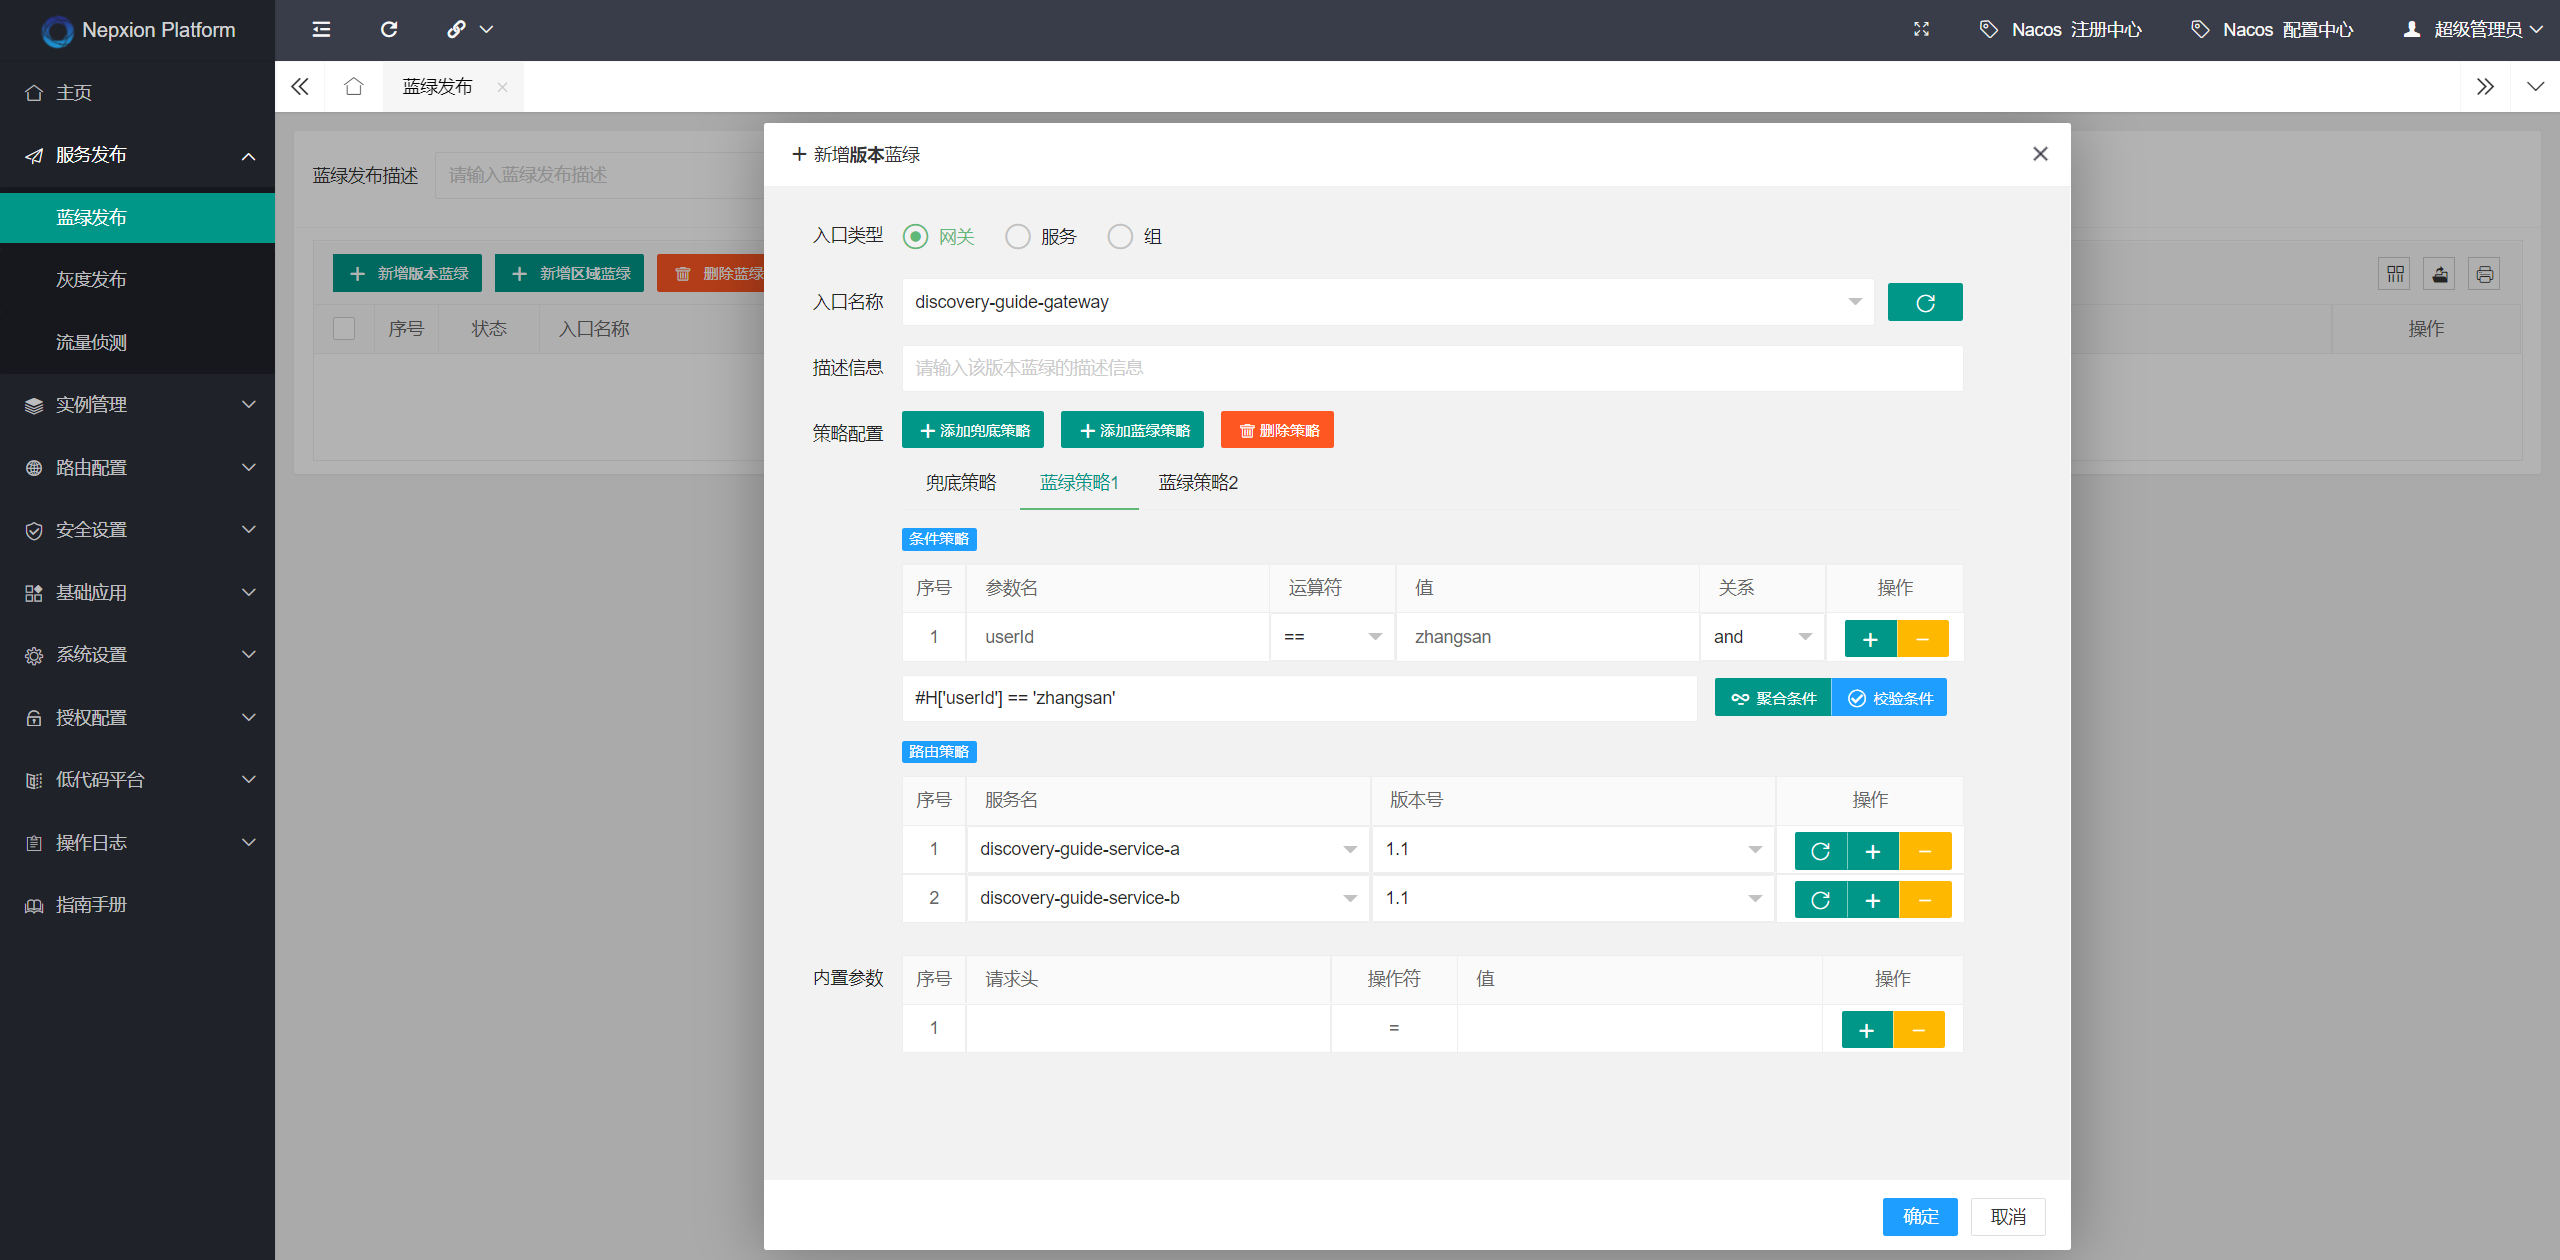 Nepxion Platform
Nacos 注册中心
Nacos 配置中心
超级管理员
主页
服务发布
蓝绿发布
灰度发布
流量侦测
实例管理
路由配置
安全设置
基础应用
系统设置
授权配置
低代码平台
操作日志
指南手册
蓝绿发布
蓝绿发布描述 请输入蓝绿发布描述
新增版本蓝绿 新增区域蓝绿 删除蓝绿
序号 状态 入口名称 操作
新增版本蓝绿
入口类型 网关 服务 组
入口名称 discovery-guide-gateway
描述信息 请输入该版本蓝绿的描述信息
策略配置 添加兜底策略 添加蓝绿策略 删除策略
兜底策略 蓝绿策略1 蓝绿策略2
条件策略
序号 参数名 运算符 值 关系 操作
1 userId == zhangsan and
#H['userId'] == 'zhangsan' 聚合条件 校验条件
路由策略
序号 服务名 版本号 操作
1 discovery-guide-service-a 1.1
2 discovery-guide-service-b 1.1
内置参数 序号 请求头 操作符 值 操作
1 =
确定 取消